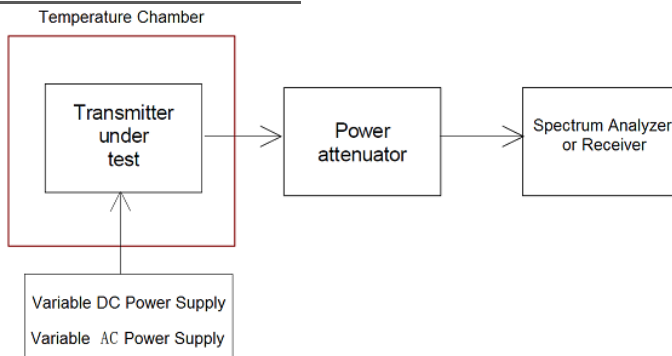 Temperature Chamber
Transmitter
under
test
Power
attenuator
Spectrum Analyzer
or Receiver
Variable DC Power Supply
Variable AC Power Supply